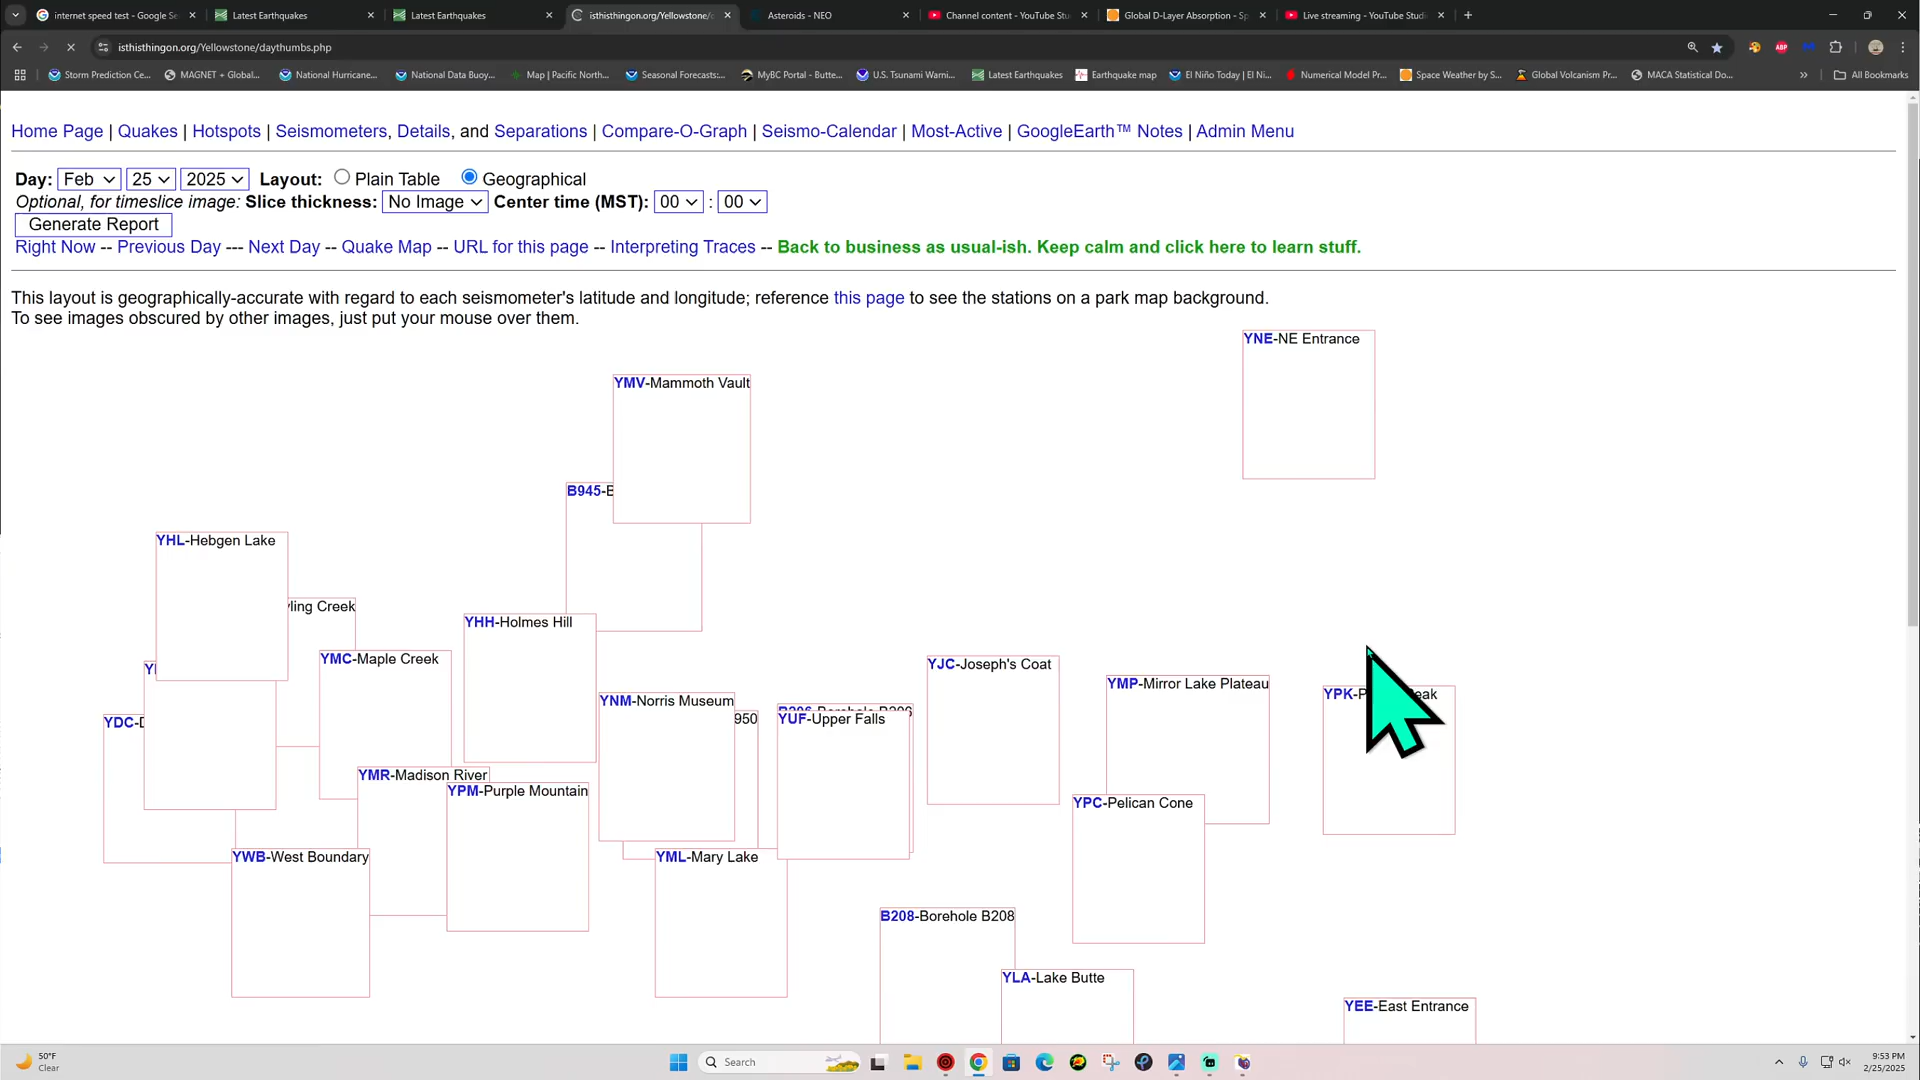 internet speed test - Google Se
Latest Earthquakes
Latest Earthquakes
isthisthingon.org/Yellowstone/
Asteroids - NEO
Channel content - YouTube Stu
Global D-Layer Absorption - Sp
Live streaming - YouTube Studi
isthisthingon.org/Yellowstone/daythumbs.php
Storm Prediction Ce...
MAGNET + Global...
National Hurricane...
National Data Buoy...
Map | Pacific North...
Seasonal Forecasts:...
MyBC Portal - Butte...
U.S. Tsunami Warni...
Latest Earthquakes
Earthquake map
El Niño Today | El Ni...
Numerical Model Pr...
Space Weather by S...
Global Volcanism Pr...
MACA Statistical Do...
All Bookmarks
Home Page | Quakes | Hotspots | Seismometers, Details, and Separations | Compare-O-Graph | Seismo-Calendar | Most-Active | GoogleEarth™ Notes | Admin Menu
Day: Feb 25 2025 Layout: Plain Table Geographical
Optional, for timeslice image: Slice thickness: No Image Center time (MST): 00 : 00
Generate Report
Right Now -- Previous Day --- Next Day -- Quake Map -- URL for this page -- Interpreting Traces -- Back to business as usual-ish. Keep calm and click here to learn stuff.
This layout is geographically-accurate with regard to each seismometer's latitude and longitude; reference this page to see the stations on a park map background.
To see images obscured by other images, just put your mouse over them.
YNE-NE Entrance
YMV-Mammoth Vault
B945-B
YHL-Hebgen Lake
yling Creek
YHH-Holmes Hill
YMC-Maple Creek
YJC-Joseph's Coat
YMP-Mirror Lake Plateau
YPK-P eak
YNM-Norris Museum
950
YUF-Upper Falls
YDC-D
YMR-Madison River
YPM-Purple Mountain
YPC-Pelican Cone
YWB-West Boundary
YML-Mary Lake
B208-Borehole B208
YLA-Lake Butte
YEE-East Entrance
50°F
Clear
Search
9:53 PM
2/25/2025